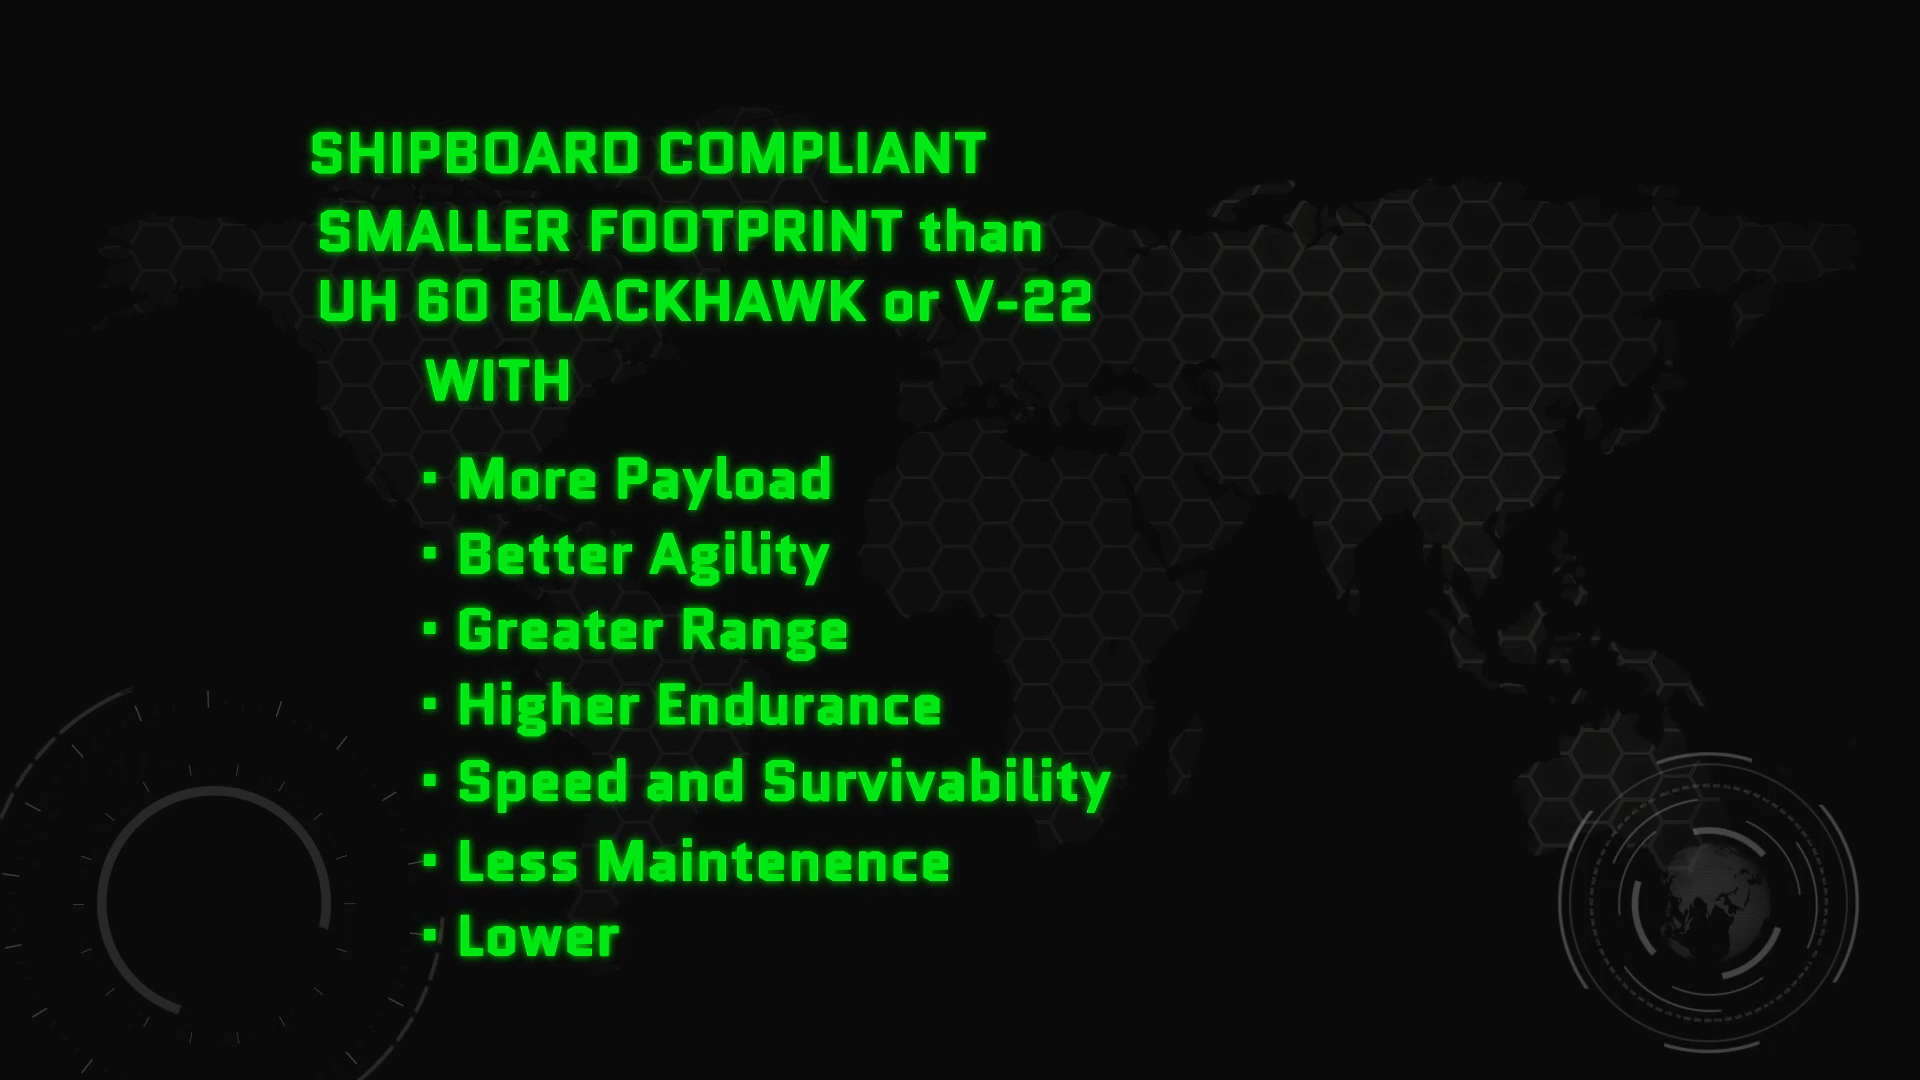 SHIPBOARD COMPLIANT
SMALLER FOOTPRINT than
UH 60 BLACKHAWK or V-22
WITH
· More Payload
· Better Agility
· Greater Range
· Higher Endurance
· Speed and Survivability
· Less Maintenence
· Lower